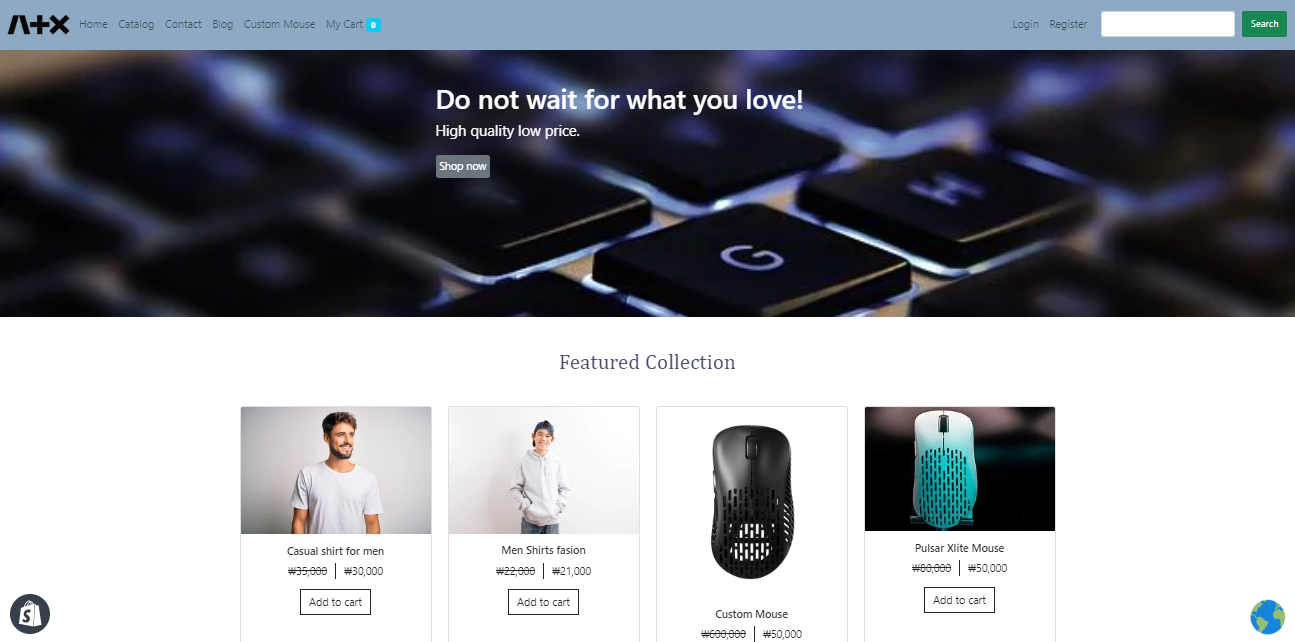 Home Catalog Contact Blog Custom Mouse My Cart 0 Login Register Search
Do not wait for what you love!
High quality low price.
Shop now
H
G
Featured Collection
Casual shirt for men
₩35,000 ₩30,000
Add to cart
Men Shirts fasion
₩22,000 ₩21,000
Add to cart
Custom Mouse
₩600,000 ₩50,000
Pulsar Xlite Mouse
₩80,000 ₩50,000
Add to cart
S